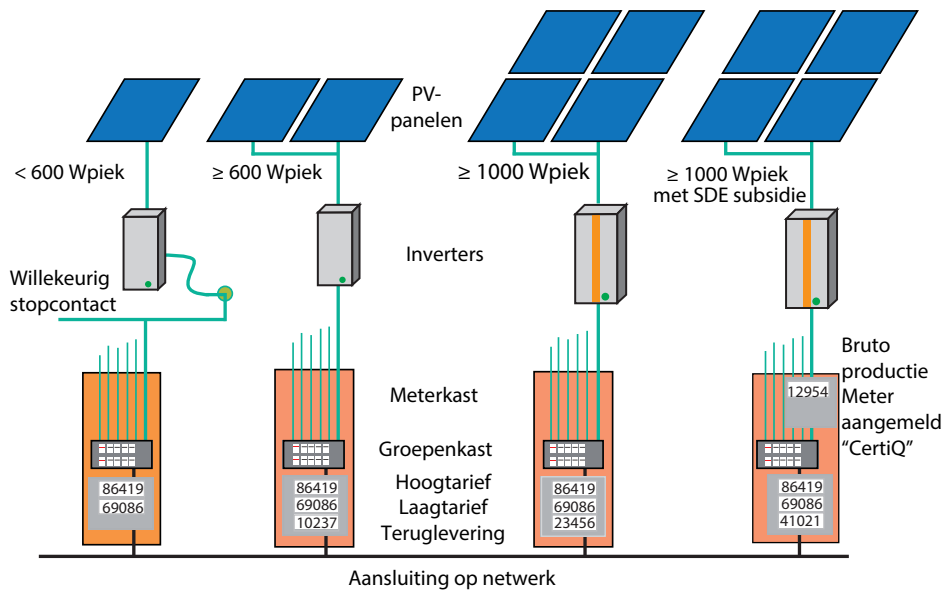 PV-
panelen
< 600 Wpiek
≥ 600 Wpiek
≥ 1000 Wpiek
≥ 1000 Wpiek
met SDE subsidie
Inverters
Willekeurig
stopcontact
Meterkast
Bruto
productie
Meter
aangemeld
“CertiQ”
12954
Groepenkast
Hoogtarief
Laagtarief
Teruglevering
86419
69086
86419
69086
10237
86419
69086
23456
86419
69086
41021
Aansluiting op netwerk